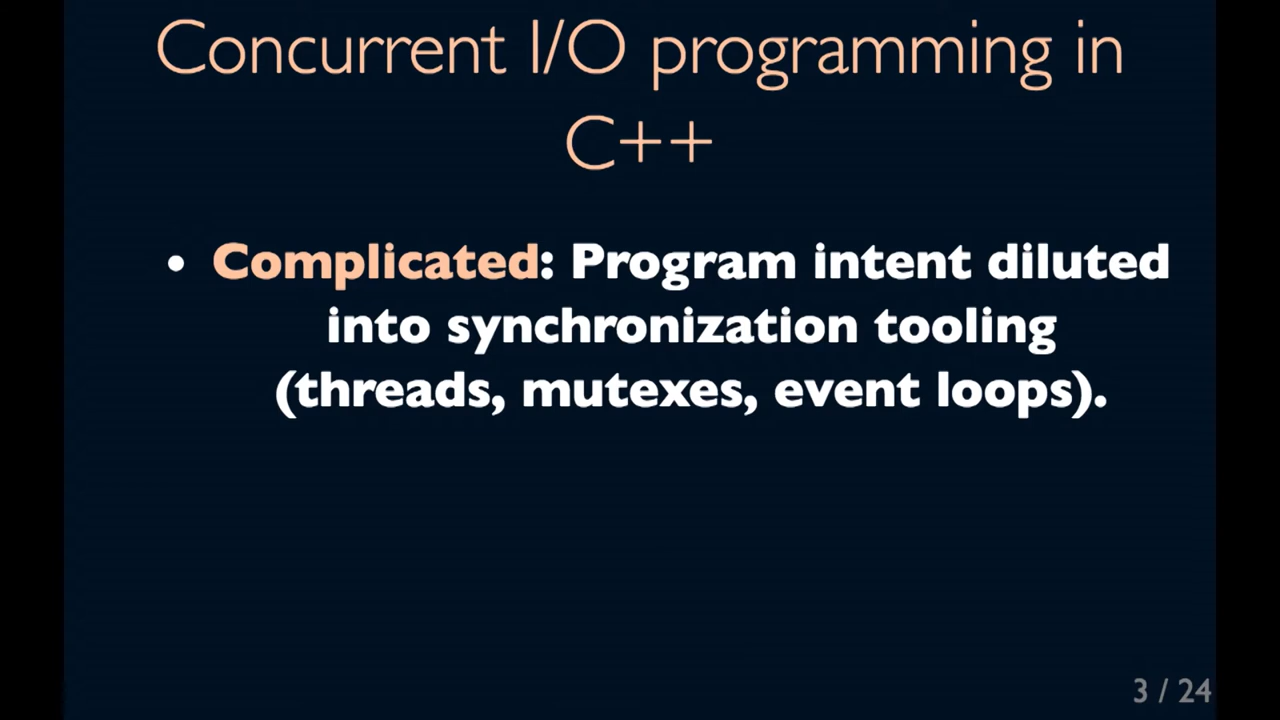 Concurrent I/O programming in
C++
• Complicated: Program intent diluted
into synchronization tooling
(threads, mutexes, event loops).
3 / 24